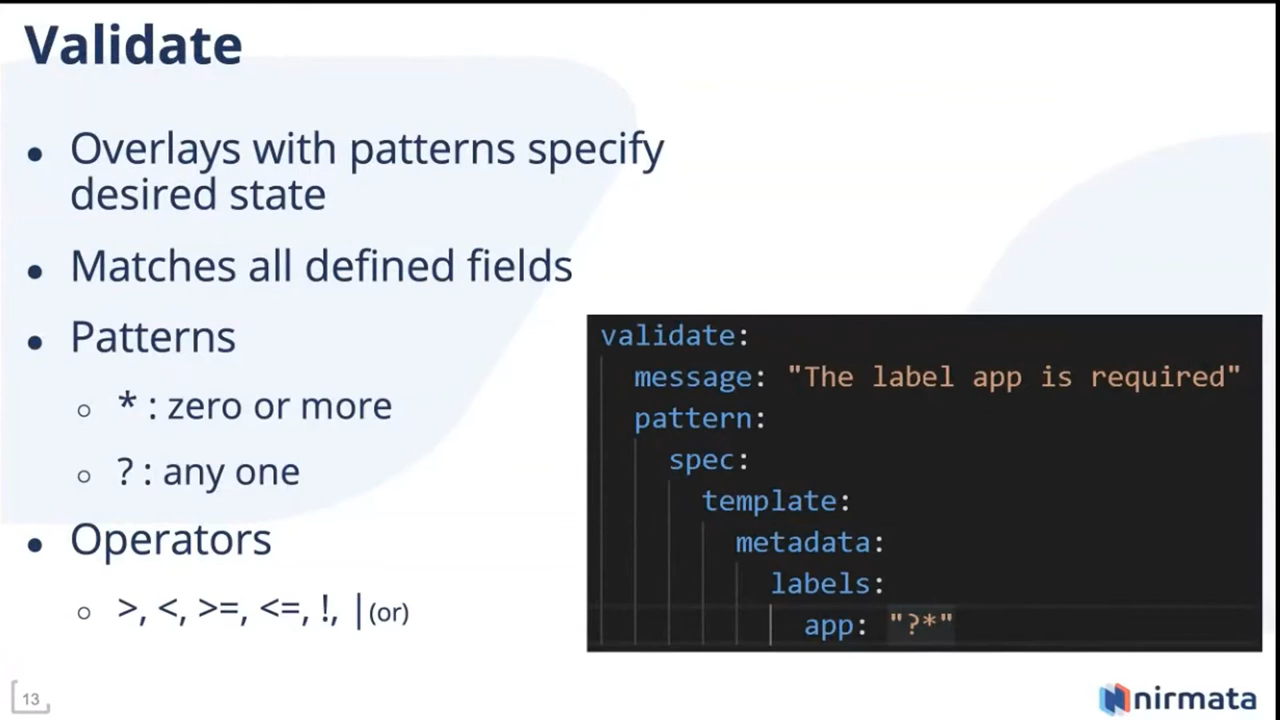 Validate
● Overlays with patterns specify
desired state
● Matches all defined fields
● Patterns
○ * : zero or more
○ ? : any one
● Operators
○ >, <, >=, <=, !, | (or)
validate:
message: "The label app is required"
pattern:
spec:
template:
metadata:
labels:
app: "?*"
13
nirmata